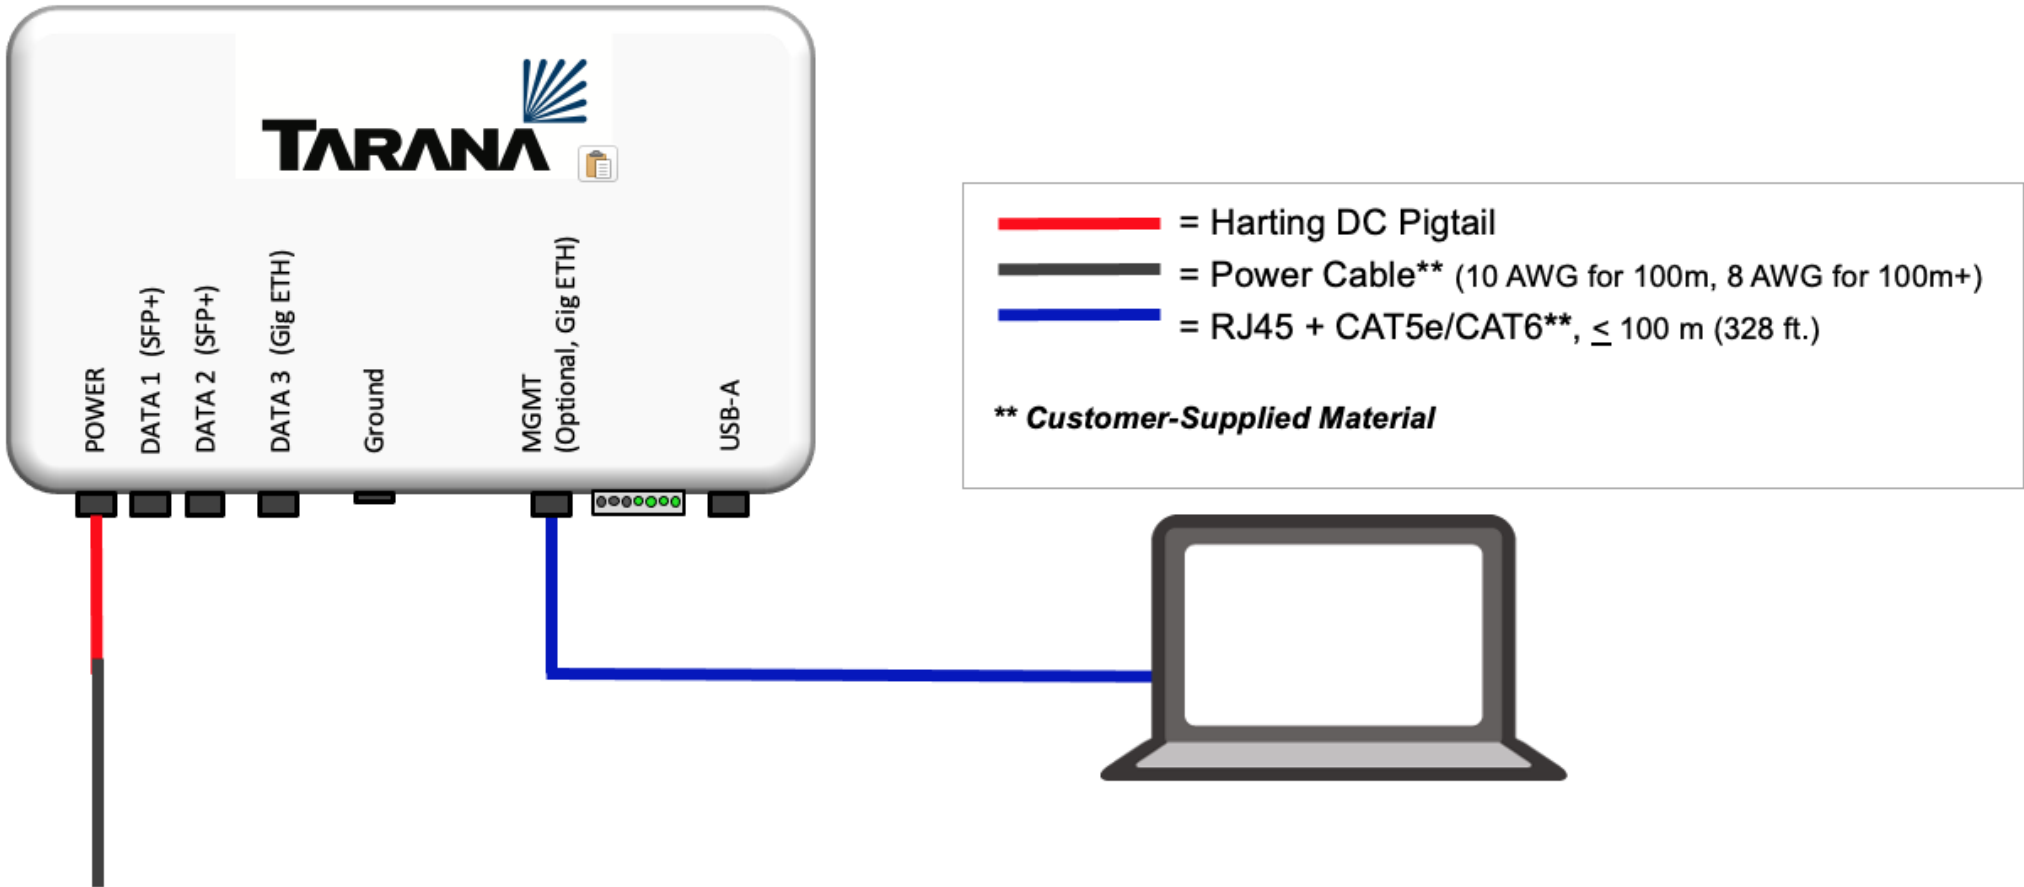 TARANA
POWER
DATA 1 (SFP+)
DATA 2 (SFP+)
DATA 3 (Gig ETH)
Ground
MGMT
(Optional, Gig ETH)
USB-A
= Harting DC Pigtail
= Power Cable** (10 AWG for 100m, 8 AWG for 100m+)
= RJ45 + CAT5e/CAT6**, ≤ 100 m (328 ft.)
** Customer-Supplied Material